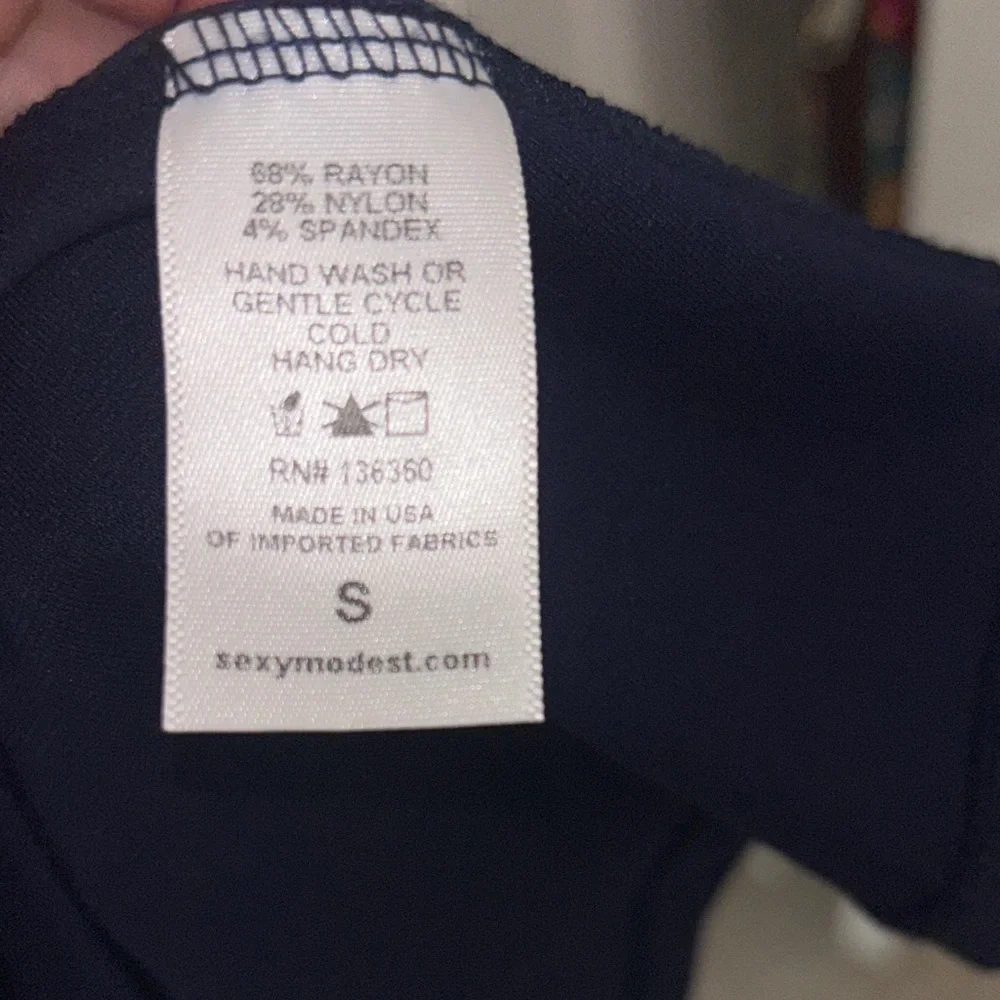 68% RAYON
28% NYLON
4% SPANDEX
HAND WASH OR
GENTLE CYCLE
COLD
HANG DRY
RN# 136360
MADE IN USA
OF IMPORTED FABRICS
S
sexymodest.com